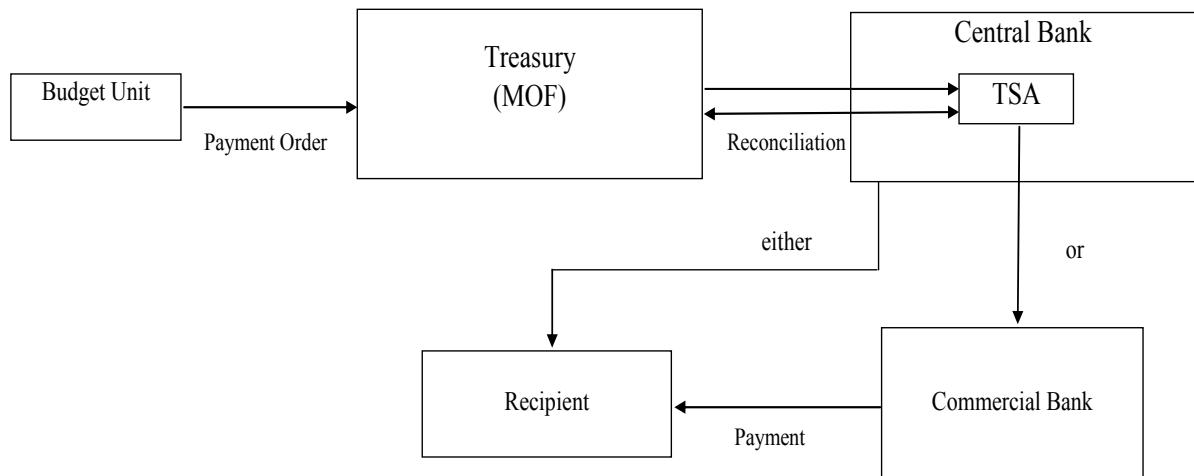 Central Bank
Treasury
(MOF)
Budget Unit
TSA
Payment Order
Reconciliation
either
or
Recipient
Commercial Bank
Payment